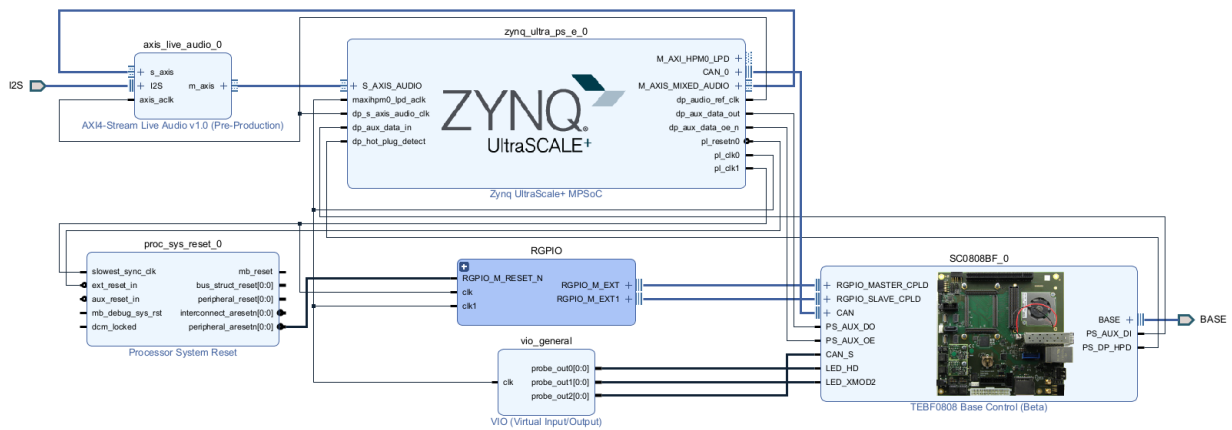 axis_live_audio_0
s_axis
I2S
I2S
axis_aclk
m_axis
AXI4-Stream Live Audio v1.0 (Pre-Production)
zynq_ultra_ps_e_0
S_AXIS_AUDIO
maxihpm0_lpd_aclk
dp_s_axis_audio_clk
dp_aux_data_in
dp_hot_plug_detect
ZYNQ
UltraSCALE+
M_AXI_HPM0_LPD
CAN_0
M_AXIS_MIXED_AUDIO
dp_audio_ref_clk
dp_aux_data_out
dp_aux_data_oe_n
pl_resetn0
pl_clk0
pl_clk1
Zynq UltraScale+ MPSoC
proc_sys_reset_0
slowest_sync_clk
ext_reset_in
aux_reset_in
mb_debug_sys_rst
dcm_locked
mb_reset
bus_struct_reset[0:0]
peripheral_reset[0:0]
interconnect_aresetn[0:0]
peripheral_aresetn[0:0]
Processor System Reset
RGPIO
RGPIO_M_RESET_N
clk
clk1
RGPIO_M_EXT
RGPIO_M_EXT1
vio_general
clk
probe_out0[0:0]
probe_out1[0:0]
probe_out2[0:0]
VIO (Virtual Input/Output)
SC0808BF_0
RGPIO_MASTER_CPLD
RGPIO_SLAVE_CPLD
CAN
PS_AUX_DO
PS_AUX_OE
CAN_S
LED_HD
LED_XMOD2
BASE
PS_AUX_DI
PS_DP_HPD
BASE
TEBF0808 Base Control (Beta)